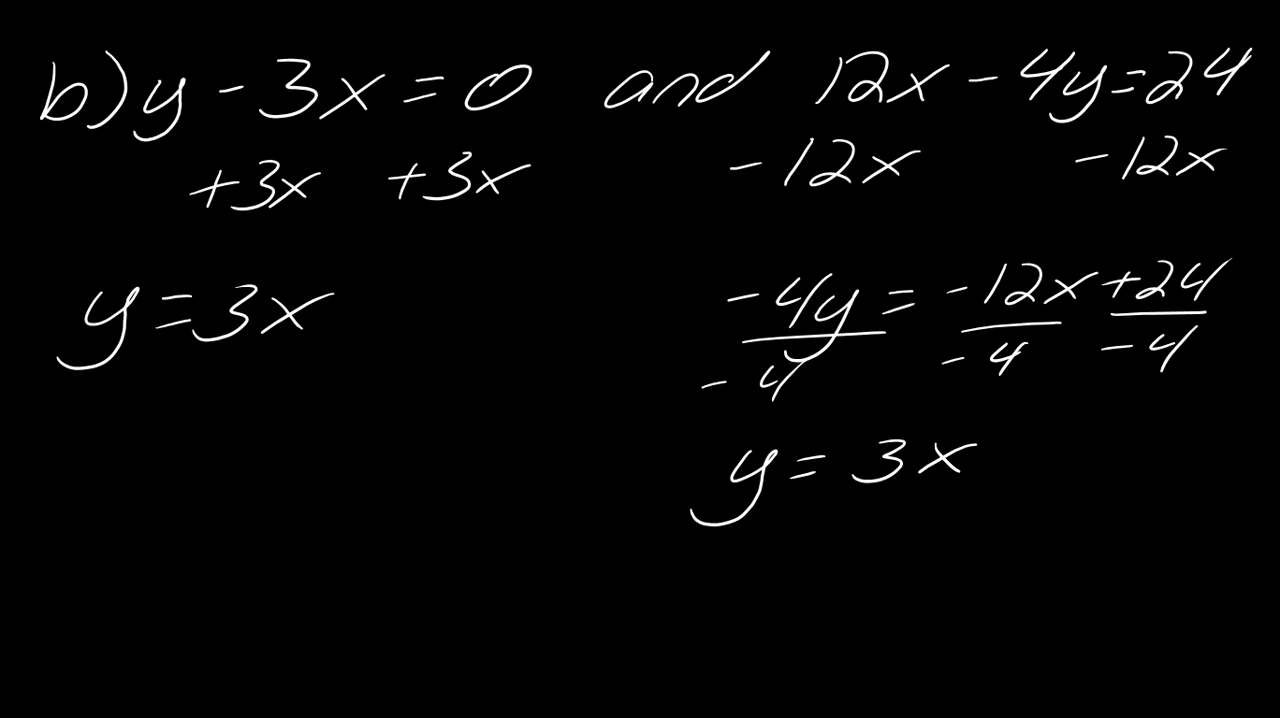 b) y - 3x = 0 and 12x - 4y = 24
+3x +3x -12x -12x
y = 3x
-4y = -12x + 24
-4 -4 -4
y = 3x